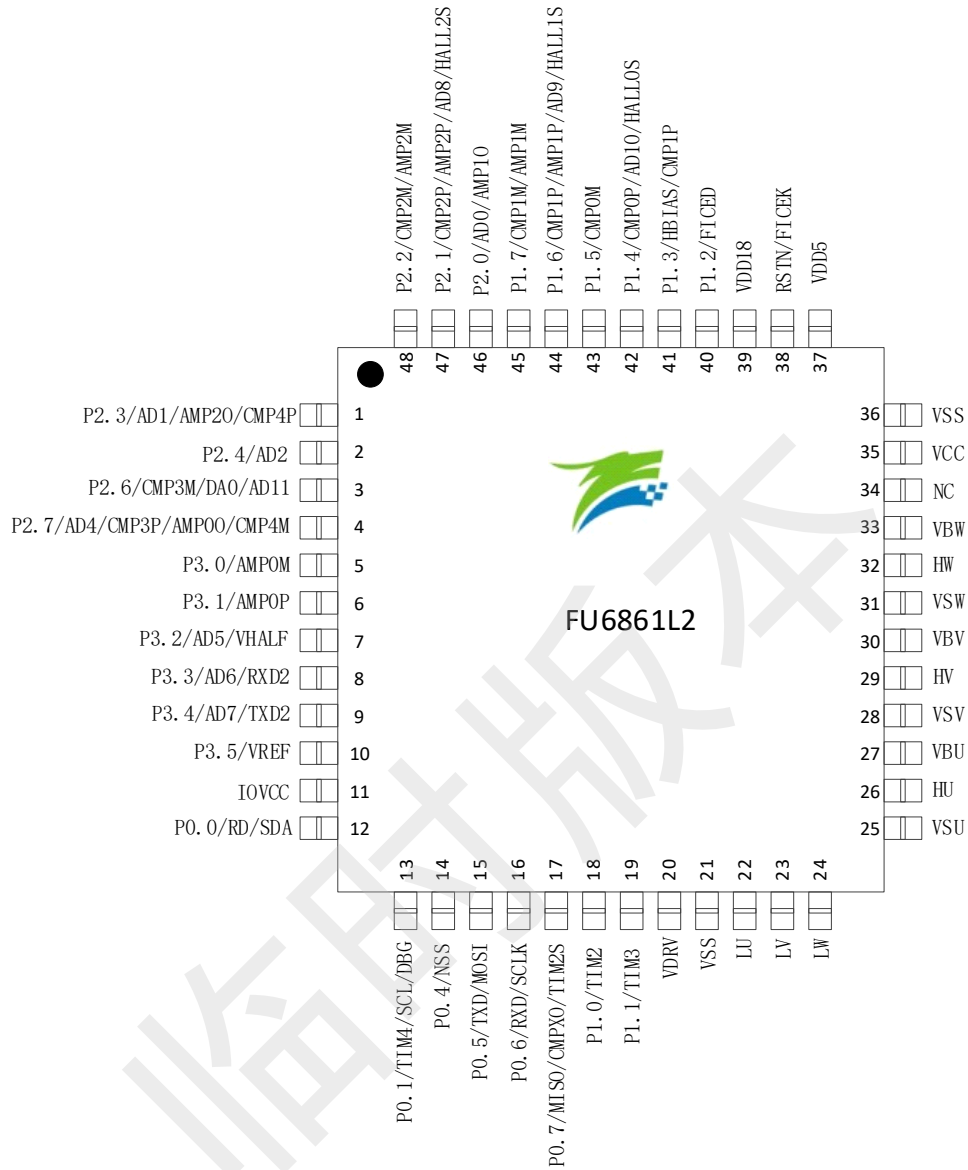 P2.2/CMP2M/AMP2M
P2.1/CMP2P/AMP2P/AD8/HALL2S
P2.0/AD0/AMP1O
P1.7/CMP1M/AMP1M
P1.6/CMP1P/AMP1P/AD9/HALL1S
P1.5/CMP0M
P1.4/CMP0P/AD10/HALL0S
P1.3/HBIAS/CMP1P
P1.2/FICED
VDD18
RSTN/FICEK
VDD5
48
47
46
45
44
43
42
41
40
39
38
37
P2.3/AD1/AMP2O/CMP4P 1
P2.4/AD2 2
P2.6/CMP3M/DA0/AD11 3
P2.7/AD4/CMP3P/AMP0O/CMP4M 4
P3.0/AMP0M 5
P3.1/AMP0P 6
P3.2/AD5/VHALF 7
P3.3/AD6/RXD2 8
P3.4/AD7/TXD2 9
P3.5/VREF 10
IOVCC 11
P0.0/RD/SDA 12
FU6861L2
36 VSS
35 VCC
34 NC
33 VBW
32 HW
31 VSW
30 VBV
29 HV
28 VSV
27 VBU
26 HU
25 VSU
13
14
15
16
17
18
19
20
21
22
23
24
P0.1/TIM4/SCL/DBG
P0.4/NSS
P0.5/TXD/MOSI
P0.6/RXD/SCLK
P0.7/MISO/CMPXO/TIM2S
P1.0/TIM2
P1.1/TIM3
VDRV
VSS
LU
LV
LW
临时版本